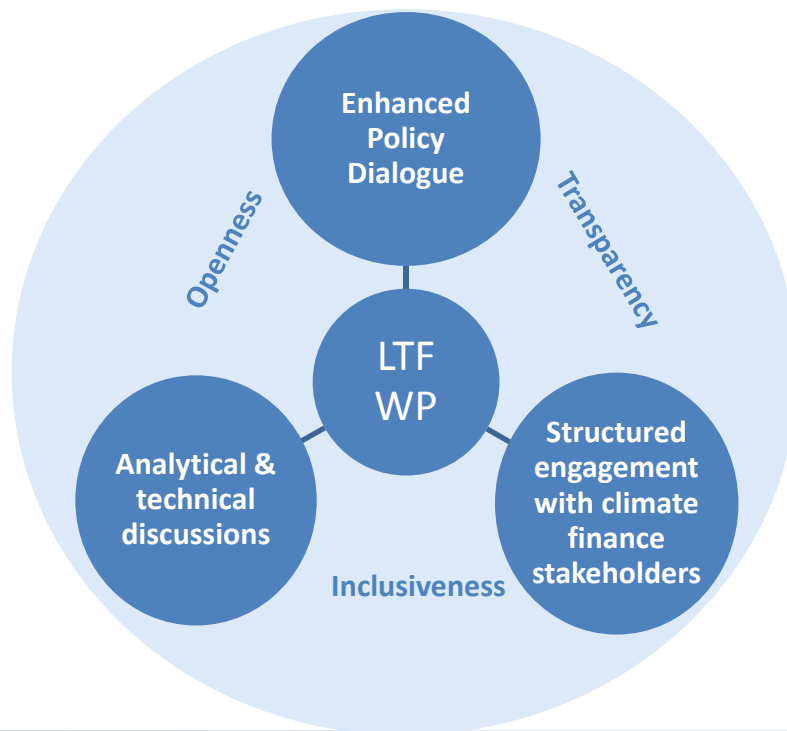 Enhanced
Policy
Dialogue
Openness
Transparency
LTF
WP
Analytical &
technical
discussions
Structured
engagement
with climate
finance
stakeholders
Inclusiveness